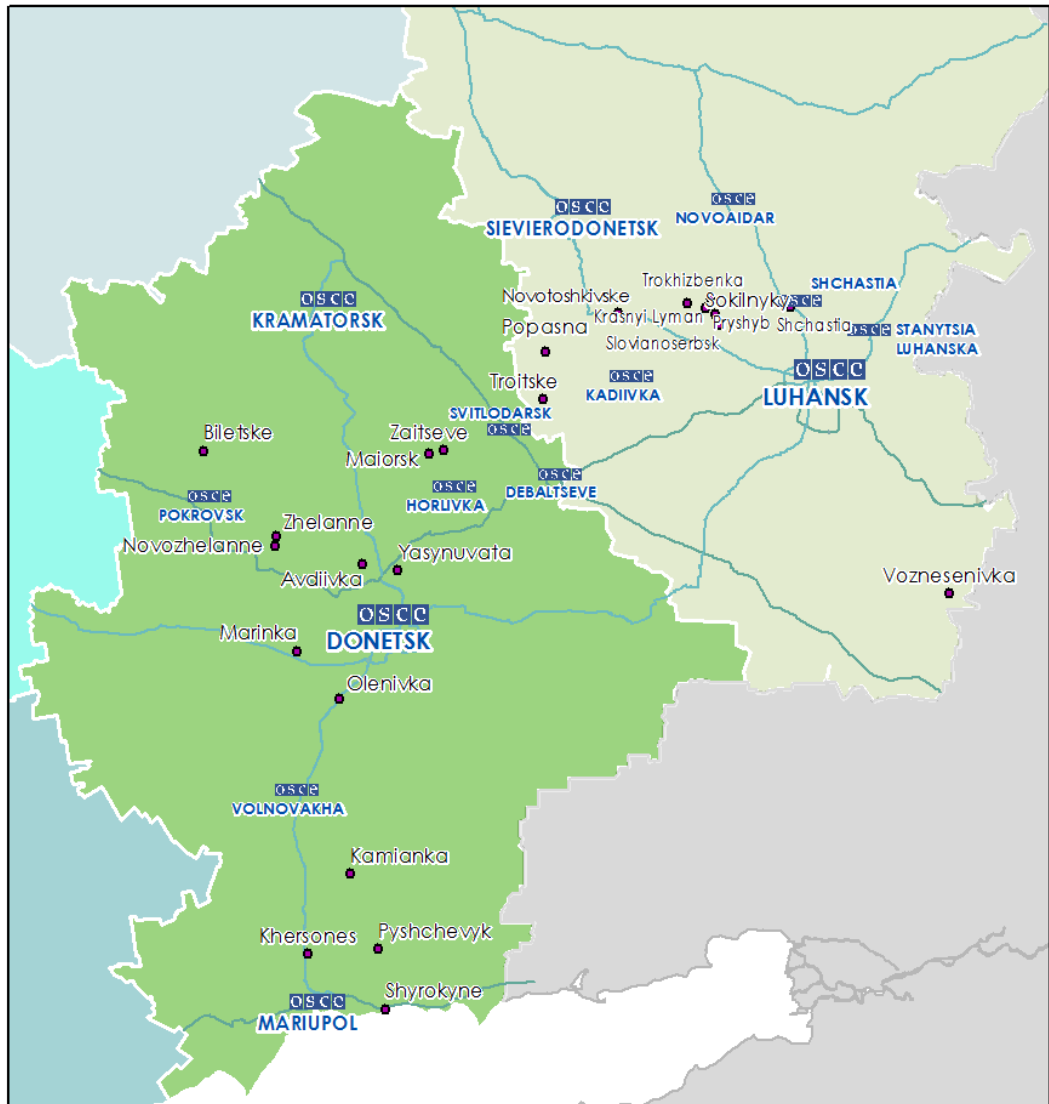 osce
NOVOAIDAR
osce
SIEVIERODONETSK
Trokhizbenka
SHCHASTIA
osce
KRAMATORSK
Novotoshkivske
Sokilnyky
osce
Krasnyi Lyman
Pryshyb
Shchastia
Popasna
osce
STANYTSIA
LUHANSKA
Slovianoserbsk
Troitske
osce
KADIIVKA
osce
LUHANSK
SVITLODARSK
osce
Biletske
Zaitseve
Maiorsk
osce
POKROVSK
osce
HORLIVKA
osce
DEBALTSEVE
Zhelanne
Novozhelanne
Avdiivka
Yasynuvata
Voznesenivka
osce
DONETSK
Marinka
Olenivka
osce
VOLNOVAKHA
Kamianka
Khersones
Pyshchevyk
Shyrokyne
osce
MARIUPOL